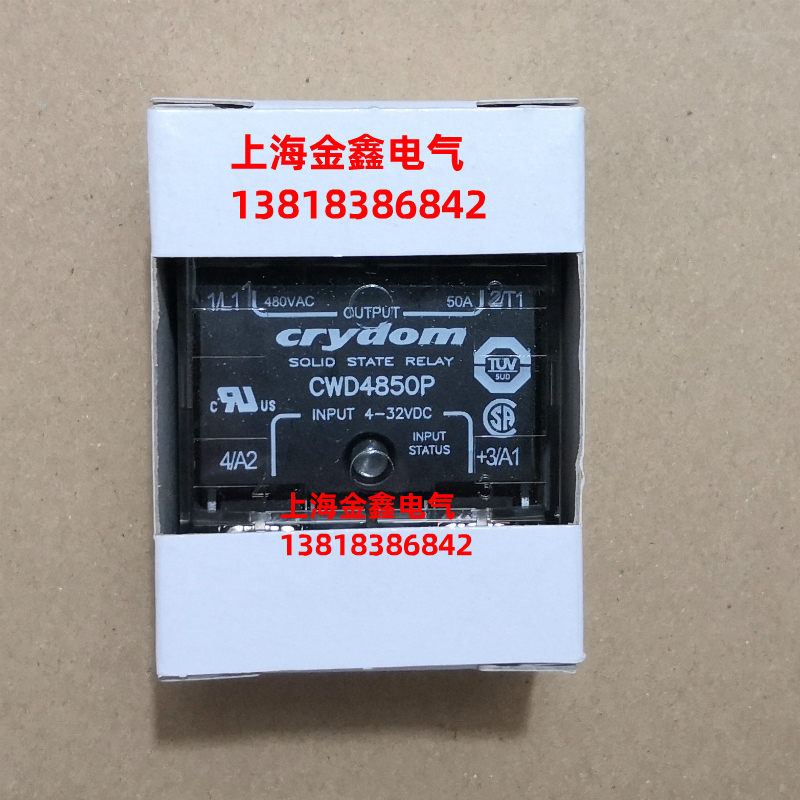 上海金鑫电气
13818386842
1/L1 480VAC 50A 2/T1
OUTPUT
crydom
SOLID STATE RELAY
TUV
SUD
CWD4850P
C UR US
INPUT 4-32VDC
SA
INPUT
STATUS
4/A2 +3/A1
上海金鑫电气
13818386842